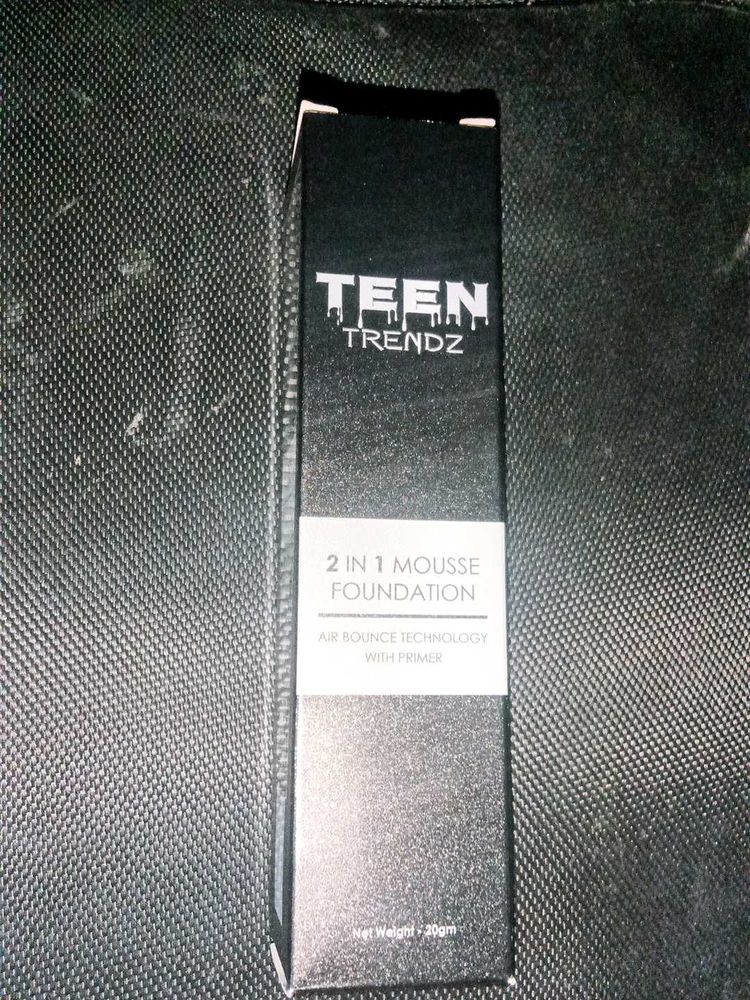 TEEN
TRENDZ
2 IN 1 MOUSSE
FOUNDATION
AIR BOUNCE TECHNOLOGY
WITH PRIMER
Net Weight - 20gm